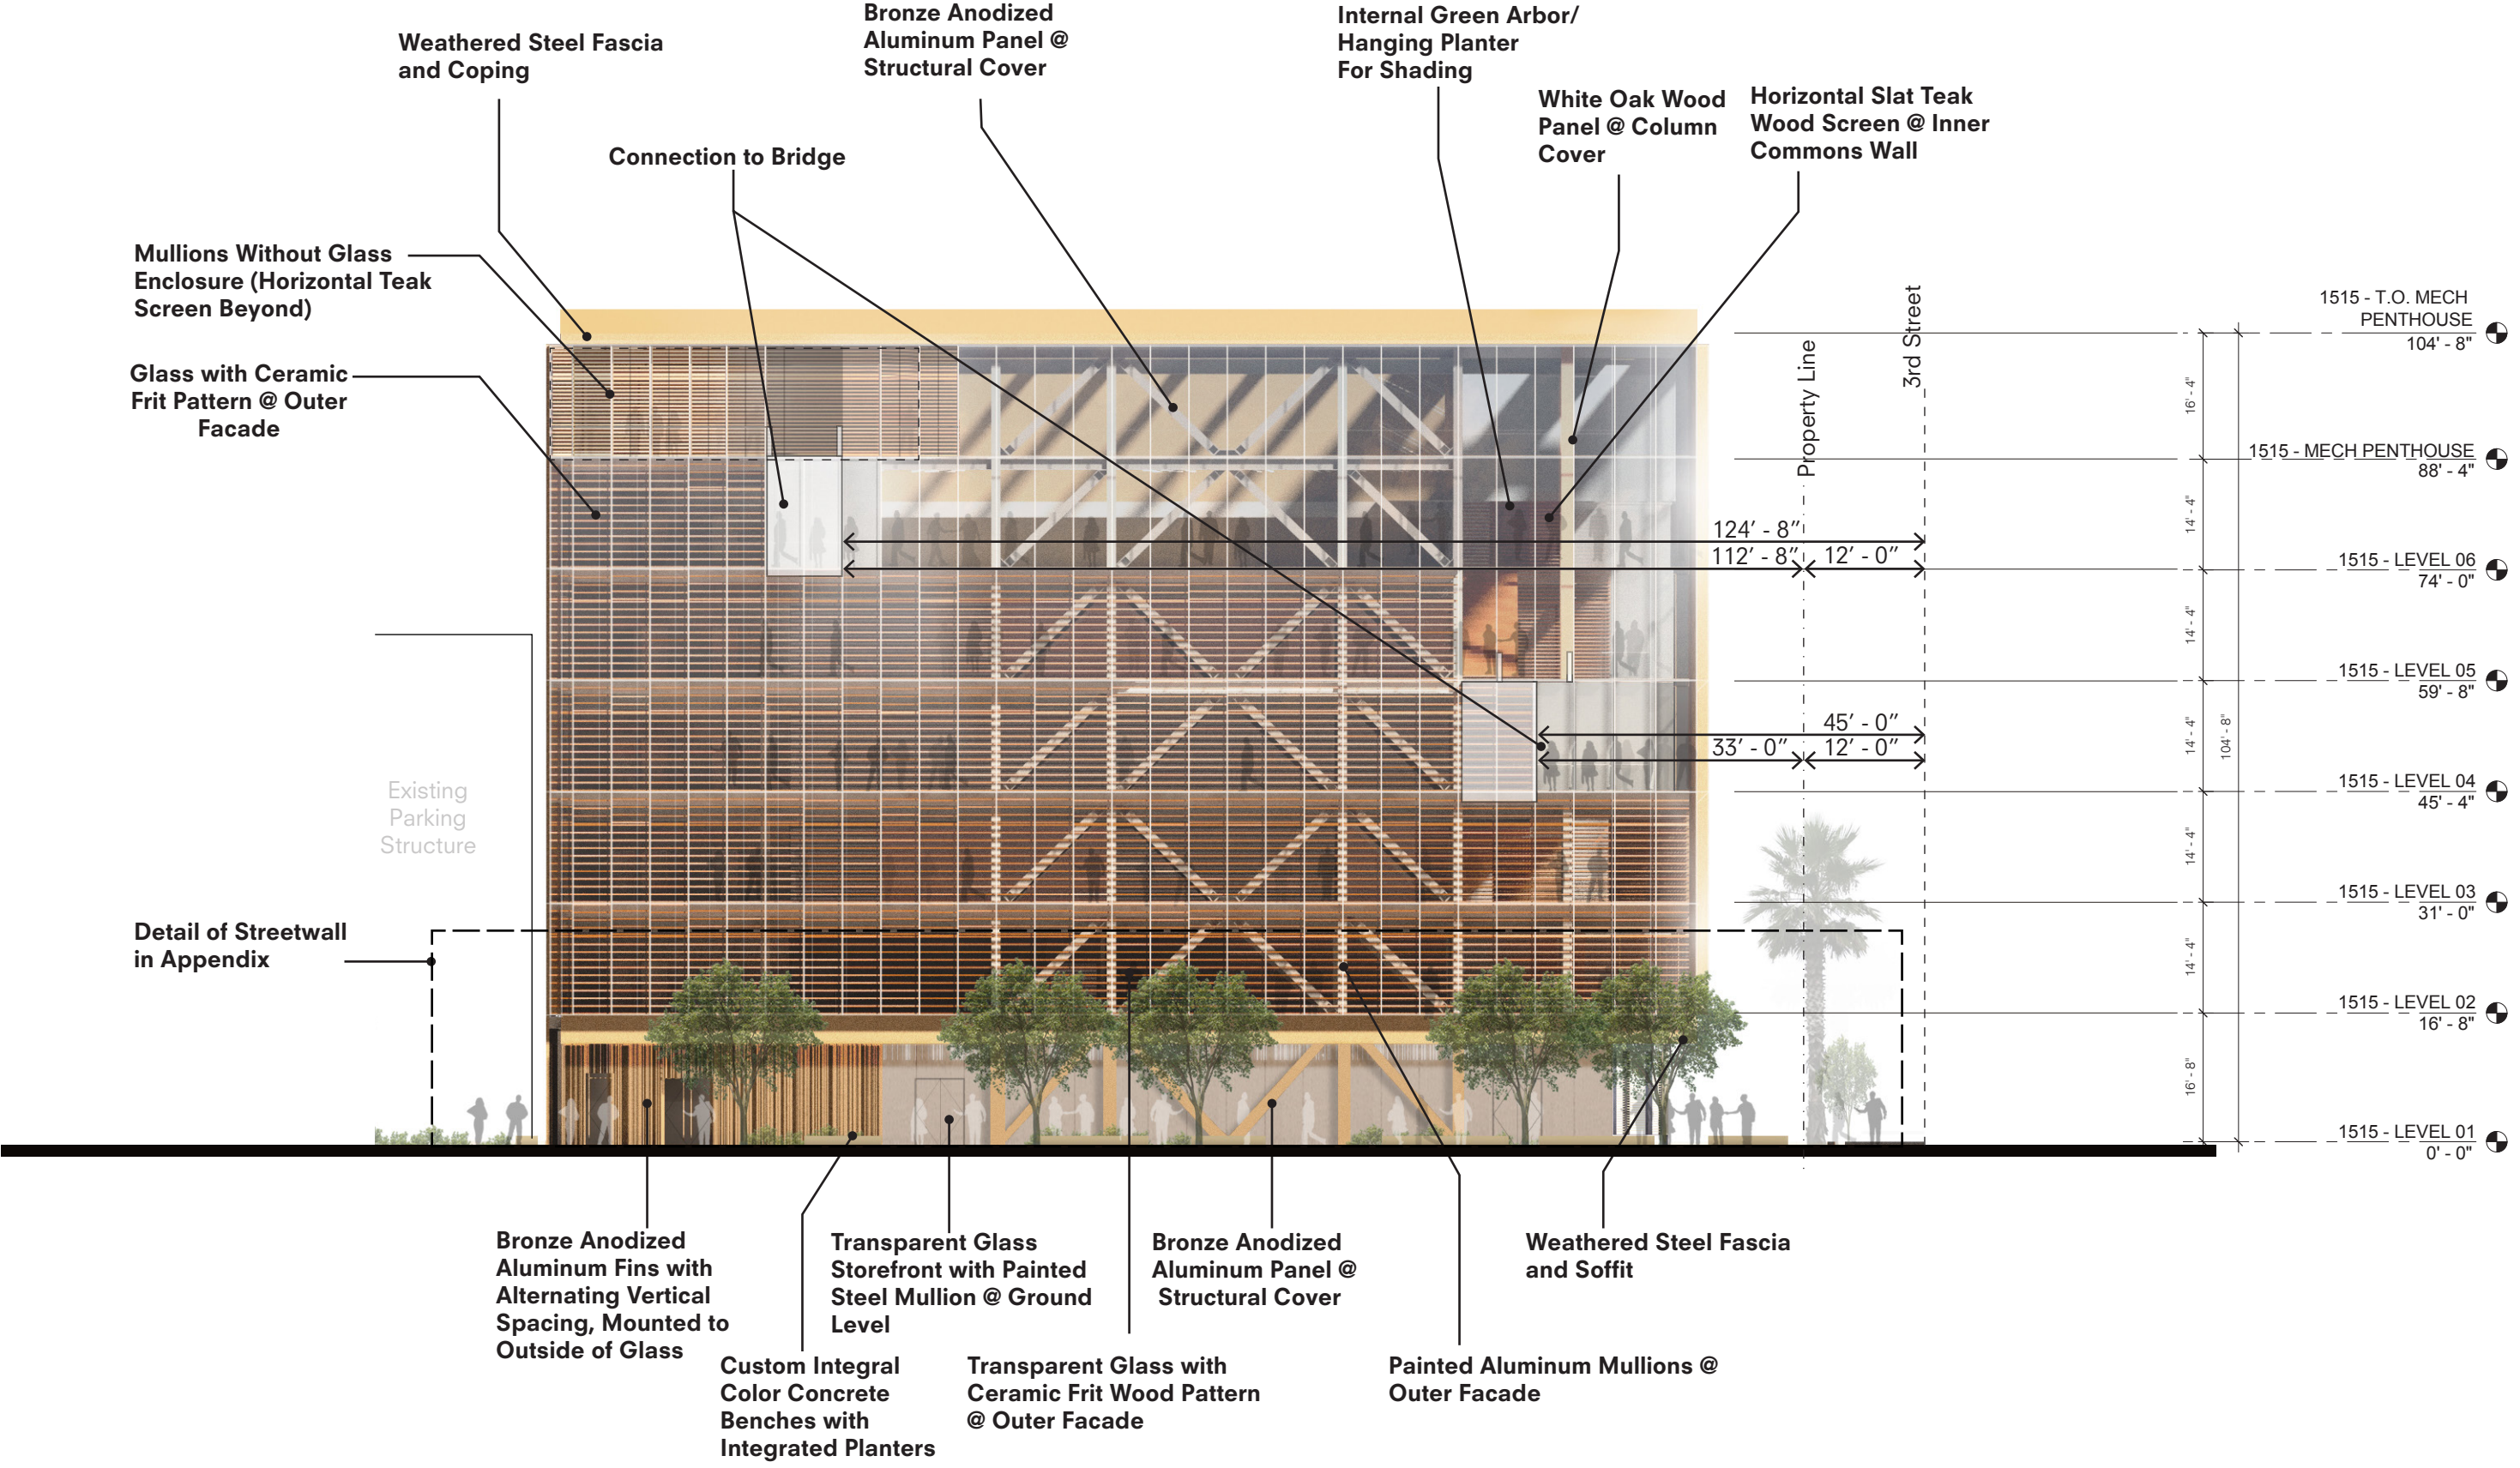 Bronze Anodized
Aluminum Panel @
Structural Cover
Internal Green Arbor/
Hanging Planter
For Shading
Weathered Steel Fascia
and Coping
White Oak Wood
Panel @ Column
Cover
Horizontal Slat Teak
Wood Screen @ Inner
Commons Wall
Connection to Bridge
Mullions Without Glass
Enclosure (Horizontal Teak
Screen Beyond)
Glass with Ceramic
Frit Pattern @ Outer
Facade
Property Line
3rd Street
1515 - T.O. MECH
PENTHOUSE
104' - 8"
16' - 4"
1515 - MECH PENTHOUSE
88' - 4"
14' - 4"
124' - 8"
112' - 8"
12' - 0"
1515 - LEVEL 06
74' - 0"
14' - 4"
1515 - LEVEL 05
59' - 8"
45' - 0"
33' - 0"
12' - 0"
14' - 4"
104' - 8"
1515 - LEVEL 04
45' - 4"
Existing
Parking
Structure
14' - 4"
1515 - LEVEL 03
31' - 0"
Detail of Streetwall
in Appendix
14' - 4"
1515 - LEVEL 02
16' - 8"
16' - 8"
1515 - LEVEL 01
0' - 0"
Bronze Anodized
Aluminum Fins with
Alternating Vertical
Spacing, Mounted to
Outside of Glass
Transparent Glass
Storefront with Painted
Steel Mullion @ Ground
Level
Bronze Anodized
Aluminum Panel @
Structural Cover
Weathered Steel Fascia
and Soffit
Custom Integral
Color Concrete
Benches with
Integrated Planters
Transparent Glass with
Ceramic Frit Wood Pattern
@ Outer Facade
Painted Aluminum Mullions @
Outer Facade